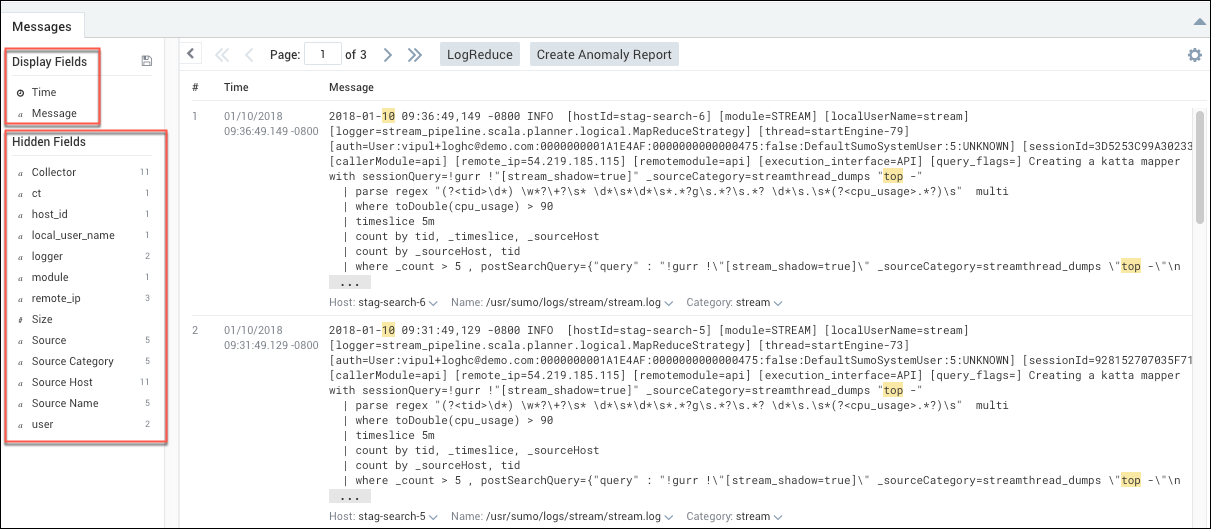 Messages
Display Fields
Time
a Message
Hidden Fields
a Collector 11
a ct 1
a host_id 1
a local_user_name 1
a logger 2
a module 1
a remote_ip 3
# Size
a Source 5
a Source Category 5
a Source Host 11
a Source Name 5
a user 2
Page: 1 of 3 LogReduce Create Anomaly Report
# Time Message
1 01/10/2018 2018-01-10 09:36:49,149 -0800 INFO [hostId=stag-search-6] [module=STREAM] [localUserName=stream]
09:36:49.149 -0800 [logger=stream_pipeline.scala.planner.logical.MapReduceStrategy] [thread=startEngine-79]
[auth=User:vipul+loghc@demo.com:0000000001A1E4AF:0000000000000475:false:DefaultSumoSystemUser:5:UNKNOWN] [sessionId=3D5253C99A30233
[callerModule=api] [remote_ip=54.219.185.115] [remotemodule=api] [execution_interface=API] [query_flags=] Creating a katta mapper
with sessionQuery=!gurr !"[stream_shadow=true]" _sourceCategory=streamthread_dumps "top -"
| parse regex "(?<tid>\d*) \w*?\+?\s* \d*\s*\d*\s*.*?g\s.*?\s.*? \d*\s.\s*(?<cpu_usage>.*?)\s" multi
| where toDouble(cpu_usage) > 90
| timeslice 5m
| count by tid, _timeslice, _sourceHost
| count by _sourceHost, tid
| where _count > 5 , postSearchQuery={"query" : "!gurr !\"[stream_shadow=true]\" _sourceCategory=streamthread_dumps \"top -\"\n
...
Host: stag-search-6 Name: /usr/sumo/logs/stream/stream.log Category: stream
2 01/10/2018 2018-01-10 09:31:49,129 -0800 INFO [hostId=stag-search-5] [module=STREAM] [localUserName=stream]
09:31:49.129 -0800 [logger=stream_pipeline.scala.planner.logical.MapReduceStrategy] [thread=startEngine-73]
[auth=User:vipul+loghc@demo.com:0000000001A1E4AF:0000000000000475:false:DefaultSumoSystemUser:5:UNKNOWN] [sessionId=928152707035F71
[callerModule=api] [remote_ip=54.219.185.115] [remotemodule=api] [execution_interface=API] [query_flags=] Creating a katta mapper
with sessionQuery=!gurr !"[stream_shadow=true]" _sourceCategory=streamthread_dumps "top -"
| parse regex "(?<tid>\d*) \w*?\+?\s* \d*\s*\d*\s*.*?g\s.*?\s.*? \d*\s.\s*(?<cpu_usage>.*?)\s" multi
| where toDouble(cpu_usage) > 90
| timeslice 5m
| count by tid, _timeslice, _sourceHost
| count by _sourceHost, tid
| where _count > 5 , postSearchQuery={"query" : "!gurr !\"[stream_shadow=true]\" _sourceCategory=streamthread_dumps \"top -\"\n
...
Host: stag-search-5 Name: /usr/sumo/logs/stream/stream.log Category: stream